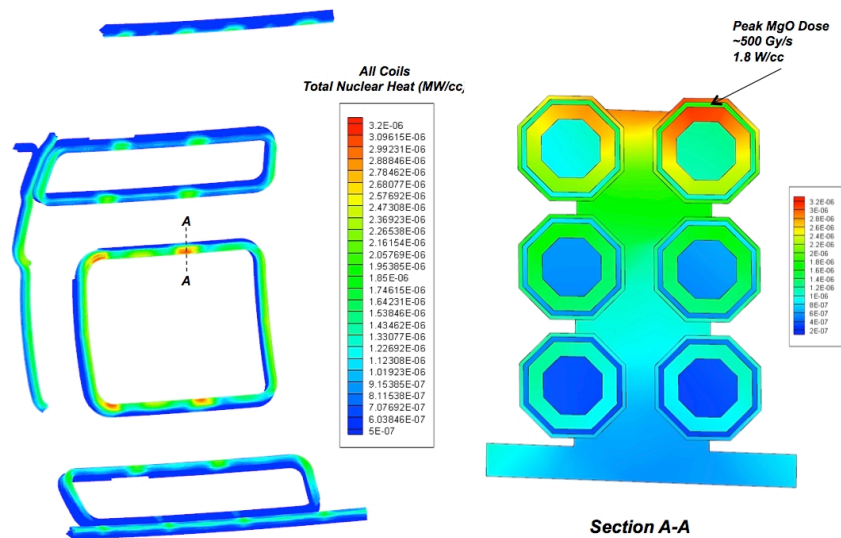 All Coils
Total Nuclear Heat (MW/cc)
3.2E-06
3.09615E-06
2.99231E-06
2.88846E-06
2.78462E-06
2.68077E-06
2.57692E-06
2.47308E-06
2.36923E-06
2.26538E-06
2.16154E-06
2.05769E-06
1.95385E-06
1.85E-06
1.74615E-06
1.64231E-06
1.53846E-06
1.43462E-06
1.33077E-06
1.22692E-06
1.12308E-06
1.01923E-06
9.15385E-07
8.11538E-07
7.07692E-07
6.03846E-07
5E-07
A
A
Peak MgO Dose
~500 Gy/s
1.8 W/cc
3.2E-06
3E-06
2.8E-06
2.6E-06
2.4E-06
2.2E-06
2E-06
1.8E-06
1.6E-06
1.4E-06
1.2E-06
1E-06
8E-07
6E-07
4E-07
2E-07
Section A-A